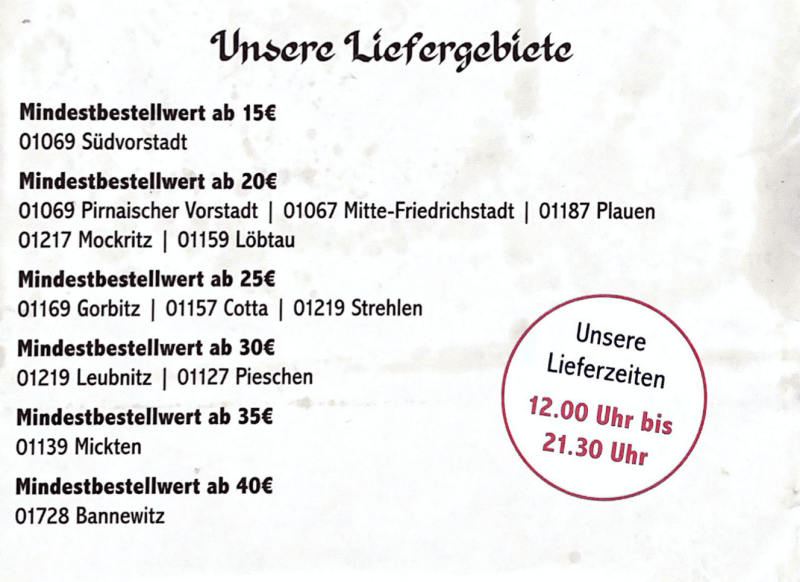 Unsere Liefergebiete
Mindestbestellwert ab 15€
01069 Südvorstadt
Mindestbestellwert ab 20€
01069 Pirnaischer Vorstadt | 01067 Mitte-Friedrichstadt | 01187 Plauen
01217 Mockritz | 01159 Löbtau
Mindestbestellwert ab 25€
01169 Gorbitz | 01157 Cotta | 01219 Strehlen
Mindestbestellwert ab 30€
01219 Leubnitz | 01127 Pieschen
Mindestbestellwert ab 35€
01139 Mickten
Mindestbestellwert ab 40€
01728 Bannewitz
Unsere
Lieferzeiten
12.00 Uhr bis
21.30 Uhr